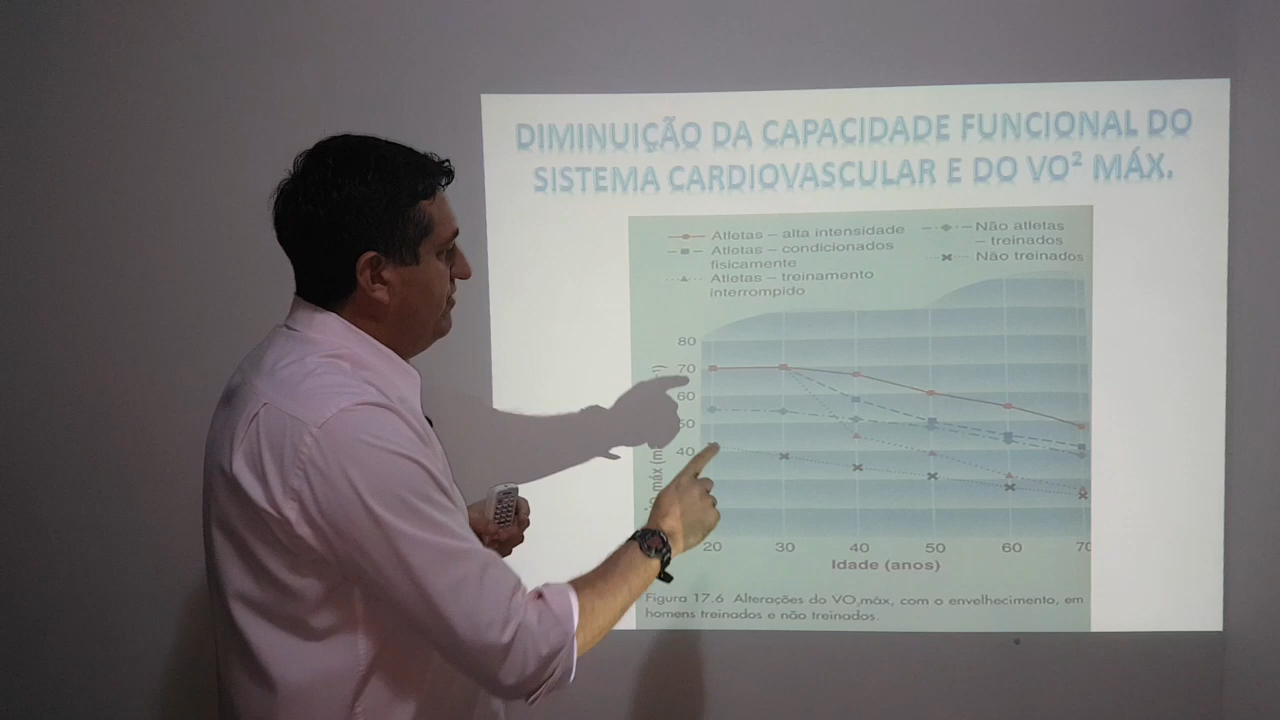 DIMINUIÇÃO DA CAPACIDADE FUNCIONAL DO
SISTEMA CARDIOVASCULAR E DO VO² MÁX.
Atletas – alta intensidade
Atletas – condicionados
fisicamente
Atletas – treinamento
interrompido
Não atletas
– treinados
Não treinados
80
70
60
50
40
máx
20 30 40 50 60 70
Idade (anos)
Figura 17.6 Alterações do VO₂máx, com o envelhecimento, em
homens treinados e não treinados.